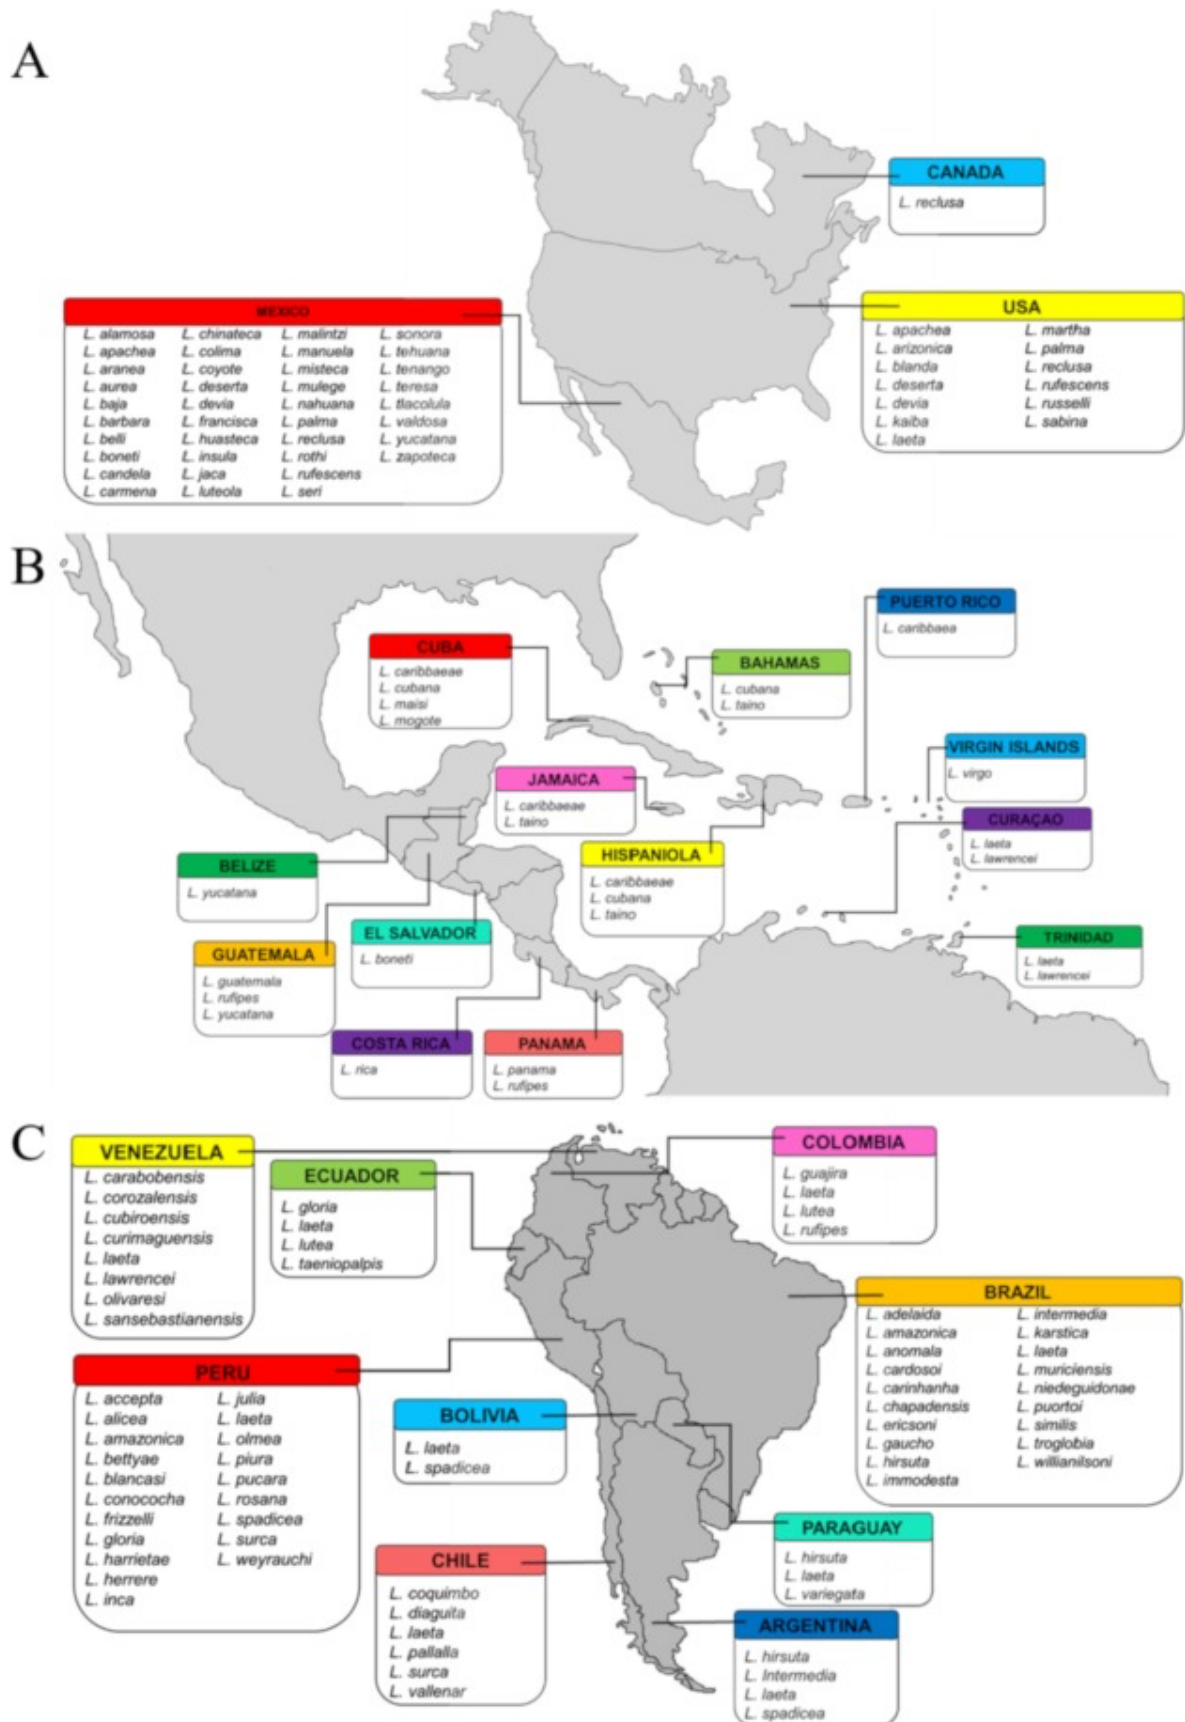 A
CANADA
L. reclusa
MEXICO
L. alamosa
L. apachea
L. aranea
L. aurea
L. baja
L. barbara
L. belli
L. boneti
L. candela
L. carmena
L. chinateca
L. colima
L. coyote
L. deserta
L. devia
L. francisca
L. huasteca
L. insula
L. jaca
L. luteola
L. malintzi
L. manuela
L. misteca
L. mulege
L. nahuana
L. palma
L. reclusa
L. rothi
L. rufescens
L. seri
L. sonora
L. tehuana
L. tenango
L. teresa
L. tlacolula
L. valdosa
L. yucatana
L. zapoteca
USA
L. apachea
L. arizonica
L. blanda
L. deserta
L. devia
L. kaiba
L. laeta
L. martha
L. palma
L. reclusa
L. rufescens
L. russelli
L. sabina
B
PUERTO RICO
L. caribbaea
CUBA
L. caribbaeae
L. cubana
L. maisi
L. mogote
BAHAMAS
L. cubana
L. taino
VIRGIN ISLANDS
L. virgo
JAMAICA
L. caribbaeae
L. taino
CURAÇAO
L. laeta
L. lawrencei
HISPANIOLA
L. caribbaeae
L. cubana
L. taino
BELIZE
L. yucatana
EL SALVADOR
L. boneti
TRINIDAD
L. laeta
L. lawrencei
GUATEMALA
L. guatemala
L. rufipes
L. yucatana
COSTA RICA
L. rica
PANAMA
L. panama
L. rufipes
C
VENEZUELA
L. carabobensis
L. corozalensis
L. cubiroensis
L. curimaguensis
L. laeta
L. lawrencei
L. olivaresi
L. sansebastianensis
ECUADOR
L. gloria
L. laeta
L. lutea
L. taeniopalpis
COLOMBIA
L. guajira
L. laeta
L. lutea
L. rufipes
BRAZIL
L. adelaida
L. amazonica
L. anomala
L. cardosoi
L. carinhanha
L. chapadensis
L. ericsoni
L. gaucho
L. hirsuta
L. immodesta
L. intermedia
L. karstica
L. laeta
L. muriciensis
L. niedeguidonae
L. puortoi
L. similis
L. troglobia
L. willianilsoni
PERU
L. accepta
L. alicea
L. amazonica
L. bettyae
L. blancasi
L. conococha
L. frizzelli
L. gloria
L. harrietae
L. herrere
L. inca
L. julia
L. laeta
L. olmea
L. piura
L. pucara
L. rosana
L. spadicea
L. surca
L. weyrauchi
BOLIVIA
L. laeta
L. spadicea
PARAGUAY
L. hirsuta
L. laeta
L. variegata
CHILE
L. coquimbo
L. diaguita
L. laeta
L. pallalla
L. surca
L. vallenar
ARGENTINA
L. hirsuta
L. Intermedia
L. laeta
L. spadicea